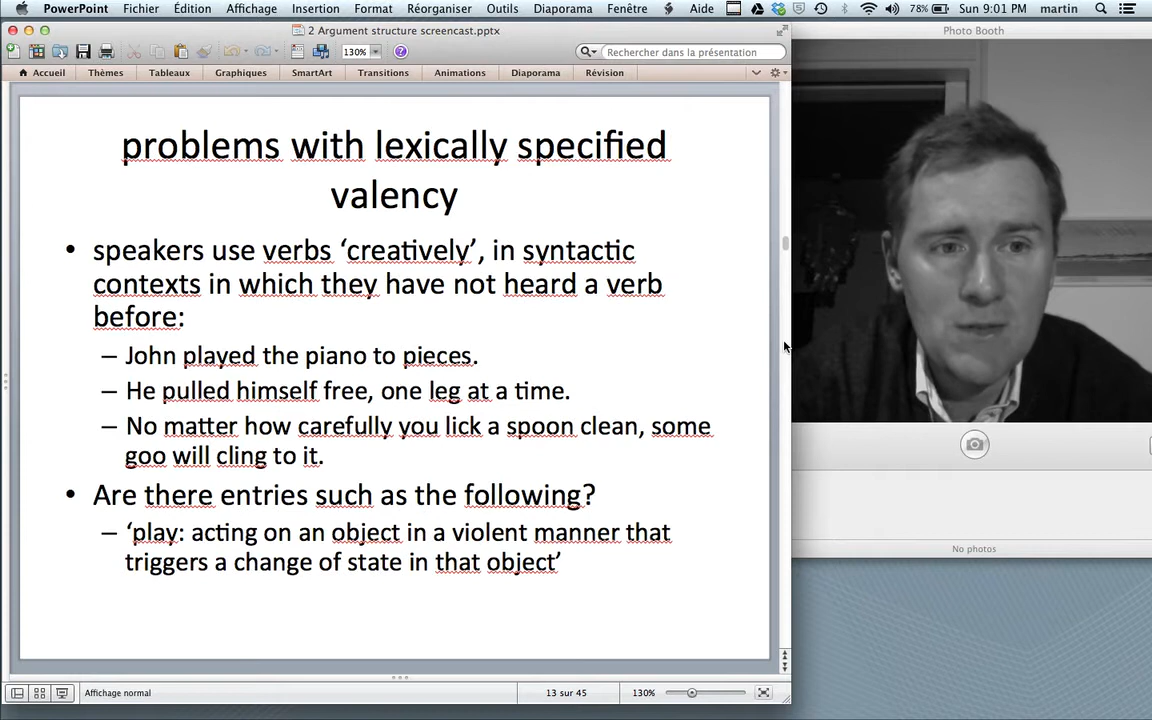 PowerPoint Fichier Édition Affichage Insertion Format Réorganiser Outils Diaporama Fenêtre Aide 78% Sun 9:01 PM martin
2 Argument structure screencast.pptx
Photo Booth
130%
Rechercher dans la présentation
Accueil Thèmes Tableaux Graphiques SmartArt Transitions Animations Diaporama Révision
problems with lexically specified
valency
• speakers use verbs ‘creatively’, in syntactic
contexts in which they have not heard a verb
before:
– John played the piano to pieces.
– He pulled himself free, one leg at a time.
– No matter how carefully you lick a spoon clean, some
goo will cling to it.
• Are there entries such as the following?
– ‘play: acting on an object in a violent manner that
triggers a change of state in that object’
No photos
Affichage normal
13 sur 45
130%